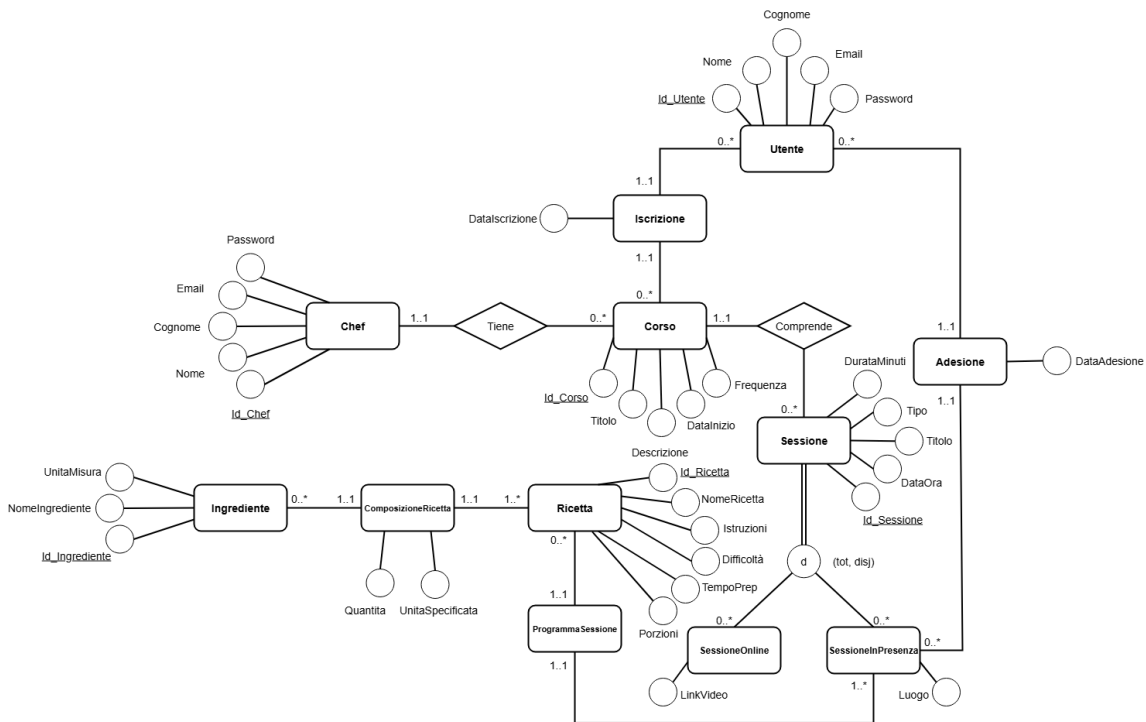 Cognome
Nome
Email
Id_Utente
Password
0..*
Utente
0..*
1..1
DataIscrizione
Iscrizione
1..1
Password
Email
Cognome
Nome
Id_Chef
Chef
1..1
Tiene
0..*
0..*
Corso
1..1
Comprende
Id_Corso
Titolo
Descrizione
DataInizio
Frequenza
1..1
Adesione
DataAdesione
1..1
0..*
Sessione
DurataMinuti
Tipo
Titolo
DataOra
Id_Sessione
UnitaMisura
NomeIngrediente
Id_Ingrediente
Ingrediente
0..*
1..1
ComposizioneRicetta
1..1
1..*
Ricetta
Quantita
UnitaSpecificata
Id_Ricetta
NomeRicetta
Istruzioni
Difficoltà
TempoPrep
Porzioni
0..*
1..1
ProgrammaSessione
1..1
d
(tot, disj)
0..*
SessioneOnline
LinkVideo
0..*
SessioneInPresenza
0..*
1..*
Luogo